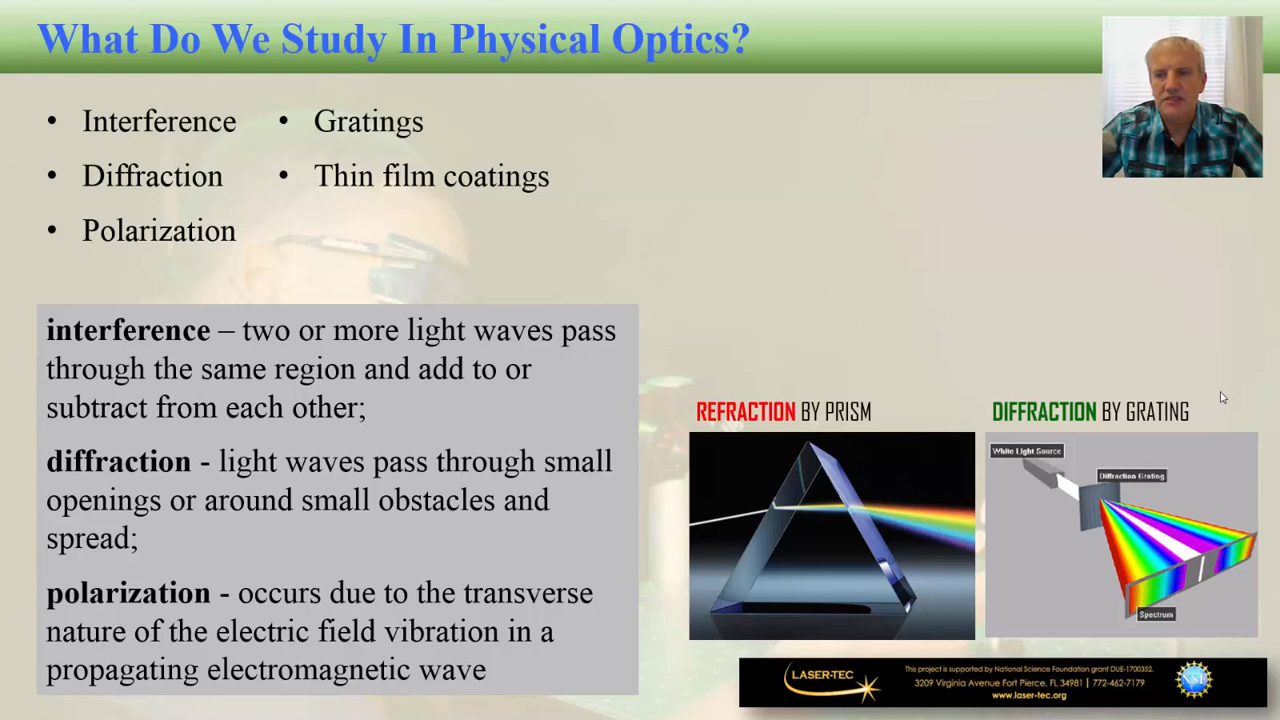 What Do We Study In Physical Optics?
• Interference
• Diffraction
• Polarization
• Gratings
• Thin film coatings
interference – two or more light waves pass
through the same region and add to or
subtract from each other;
diffraction - light waves pass through small
openings or around small obstacles and
spread;
polarization - occurs due to the transverse
nature of the electric field vibration in a
propagating electromagnetic wave
REFRACTION BY PRISM
DIFFRACTION BY GRATING
White Light Source
Diffraction Grating
Spectrum
LASER-TEC
This project is supported by National Science Foundation grant DUE-1700352.
3209 Virginia Avenue Fort Pierce, FL 34981 | 772-462-7179
www.laser-tec.org
NSF